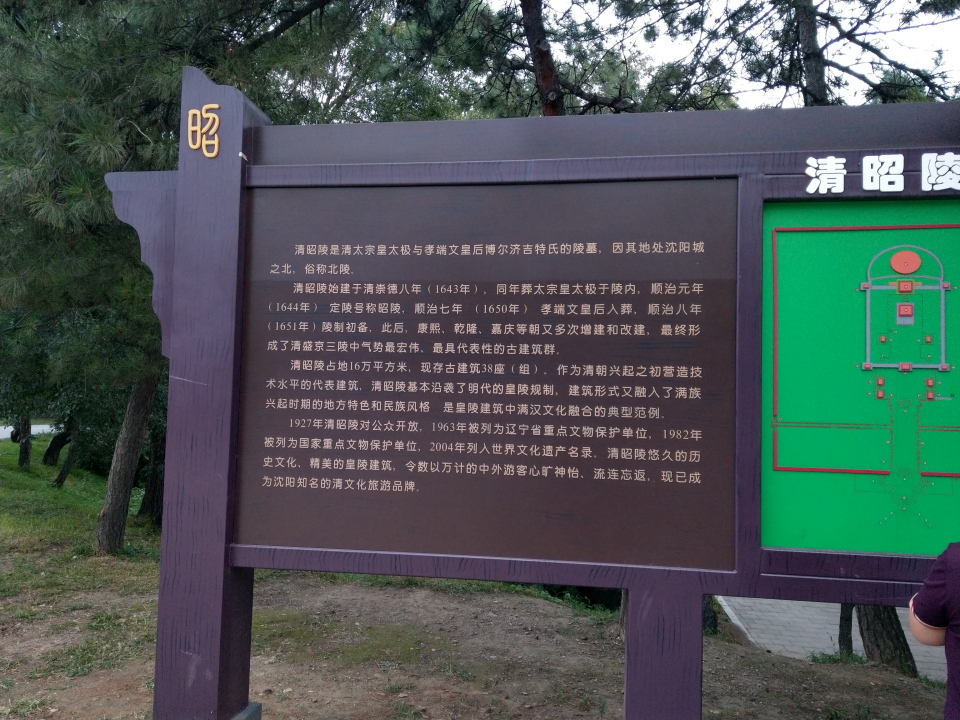 昭
清昭陵
清昭陵是清太宗皇太极与孝端文皇后博尔济吉特氏的陵墓，因其地处沈阳城
之北，俗称北陵。
清昭陵始建于清崇德八年（1643年），同年葬太宗皇太极于陵内，顺治元年
（1644年） 定陵号称昭陵，顺治七年 （1650年） 孝端文皇后入葬，顺治八年
（1651年）陵制初备，此后，康熙、乾隆、嘉庆等朝又多次增建和改建，最终形
成了清盛京三陵中气势最宏伟、最具代表性的古建筑群。
清昭陵占地16万平方米，现存古建筑38座（组），作为清朝兴起之初营造技
术水平的代表建筑，清昭陵基本沿袭了明代的皇陵规制，建筑形式又融入了满族
兴起时期的地方特色和民族风格 是皇陵建筑中满汉文化融合的典型范例。
1927年清昭陵对公众开放，1963年被列为辽宁省重点文物保护单位，1982年
被列为国家重点文物保护单位，2004年列入世界文化遗产名录。清昭陵悠久的历
史文化、精美的皇陵建筑，令数以万计的中外游客心旷神怡、流连忘返，现已成
为沈阳知名的清文化旅游品牌。